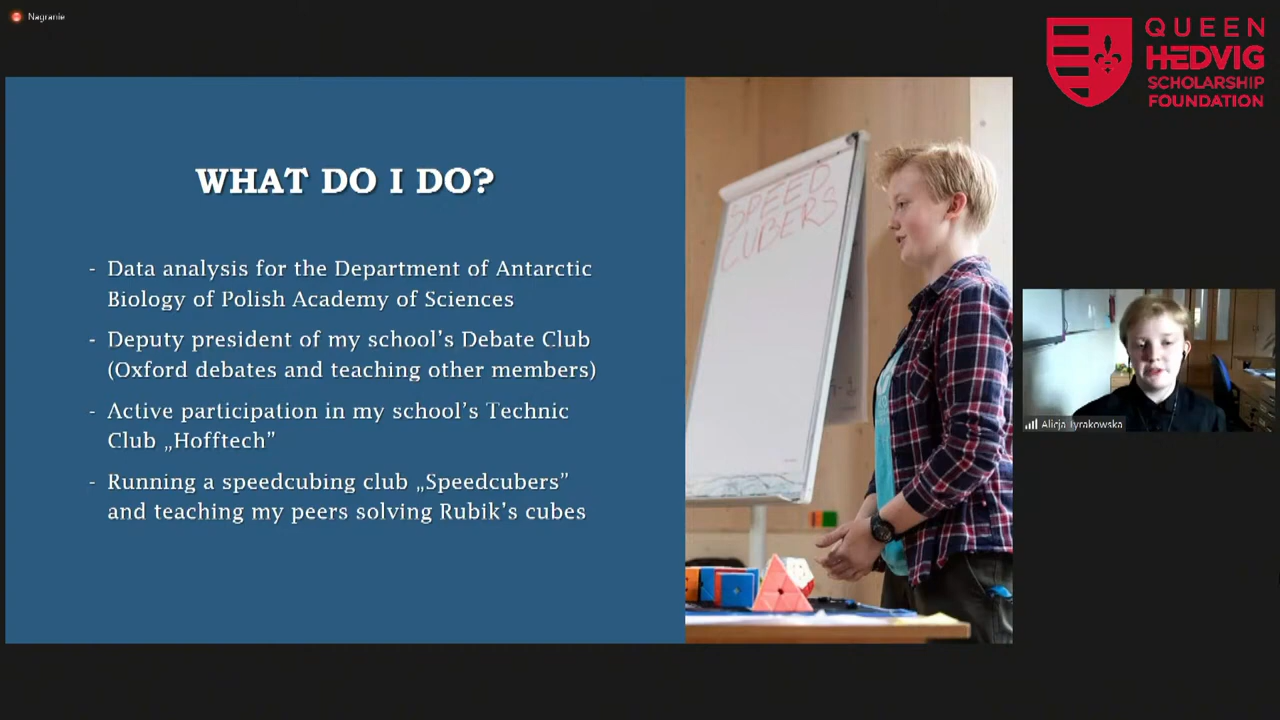 Nagranie
QUEEN
HEDVIG
SCHOLARSHIP
FOUNDATION
WHAT DO I DO?
- Data analysis for the Department of Antarctic
Biology of Polish Academy of Sciences
- Deputy president of my school's Debate Club
(Oxford debates and teaching other members)
- Active participation in my school's Technic
Club „Hofftech”
- Running a speedcubing club „Speedcubers”
and teaching my peers solving Rubik's cubes
SPEED
CUBERS
Alicja Tyrakowska